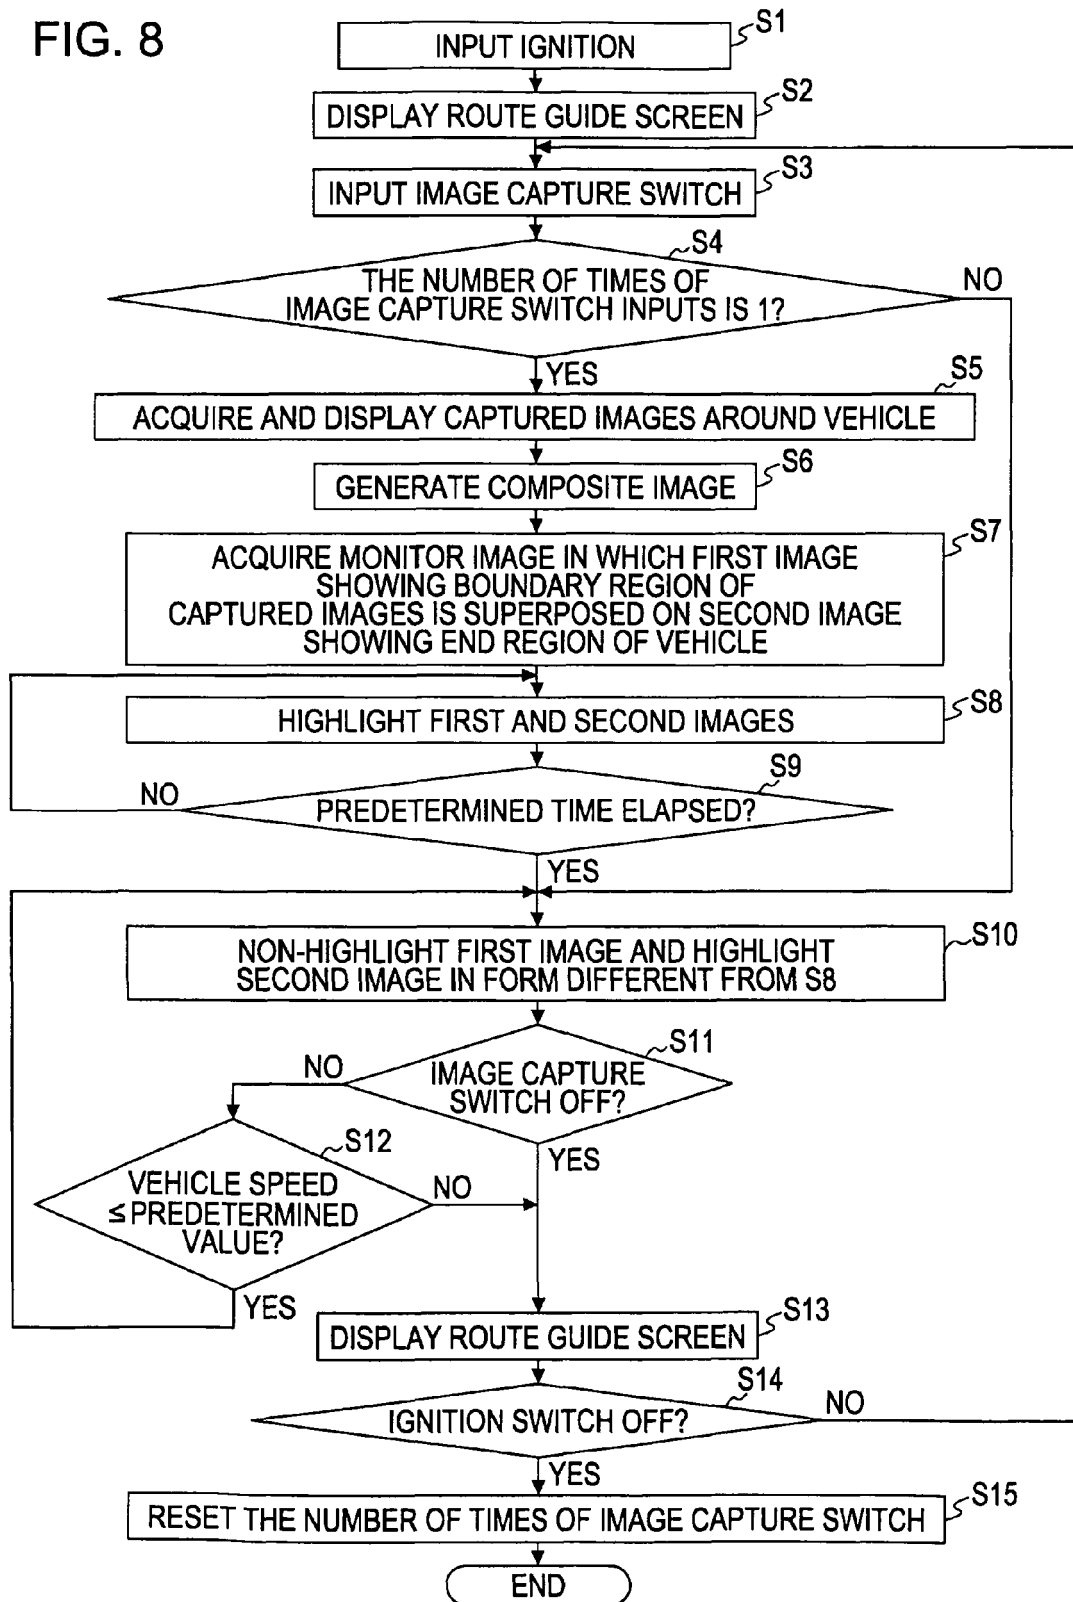 FIG. 8
S1
INPUT IGNITION
S2
DISPLAY ROUTE GUIDE SCREEN
S3
INPUT IMAGE CAPTURE SWITCH
S4
THE NUMBER OF TIMES OF
IMAGE CAPTURE SWITCH INPUTS IS 1?
NO
YES
S5
ACQUIRE AND DISPLAY CAPTURED IMAGES AROUND VEHICLE
S6
GENERATE COMPOSITE IMAGE
S7
ACQUIRE MONITOR IMAGE IN WHICH FIRST IMAGE
SHOWING BOUNDARY REGION OF
CAPTURED IMAGES IS SUPERPOSED ON SECOND IMAGE
SHOWING END REGION OF VEHICLE
S8
HIGHLIGHT FIRST AND SECOND IMAGES
S9
NO
PREDETERMINED TIME ELAPSED?
YES
S10
NON-HIGHLIGHT FIRST IMAGE AND HIGHLIGHT
SECOND IMAGE IN FORM DIFFERENT FROM S8
S11
NO
IMAGE CAPTURE
SWITCH OFF?
YES
S12
VEHICLE SPEED
≤ PREDETERMINED
VALUE?
NO
YES
S13
DISPLAY ROUTE GUIDE SCREEN
S14
IGNITION SWITCH OFF?
NO
YES
S15
RESET THE NUMBER OF TIMES OF IMAGE CAPTURE SWITCH
END